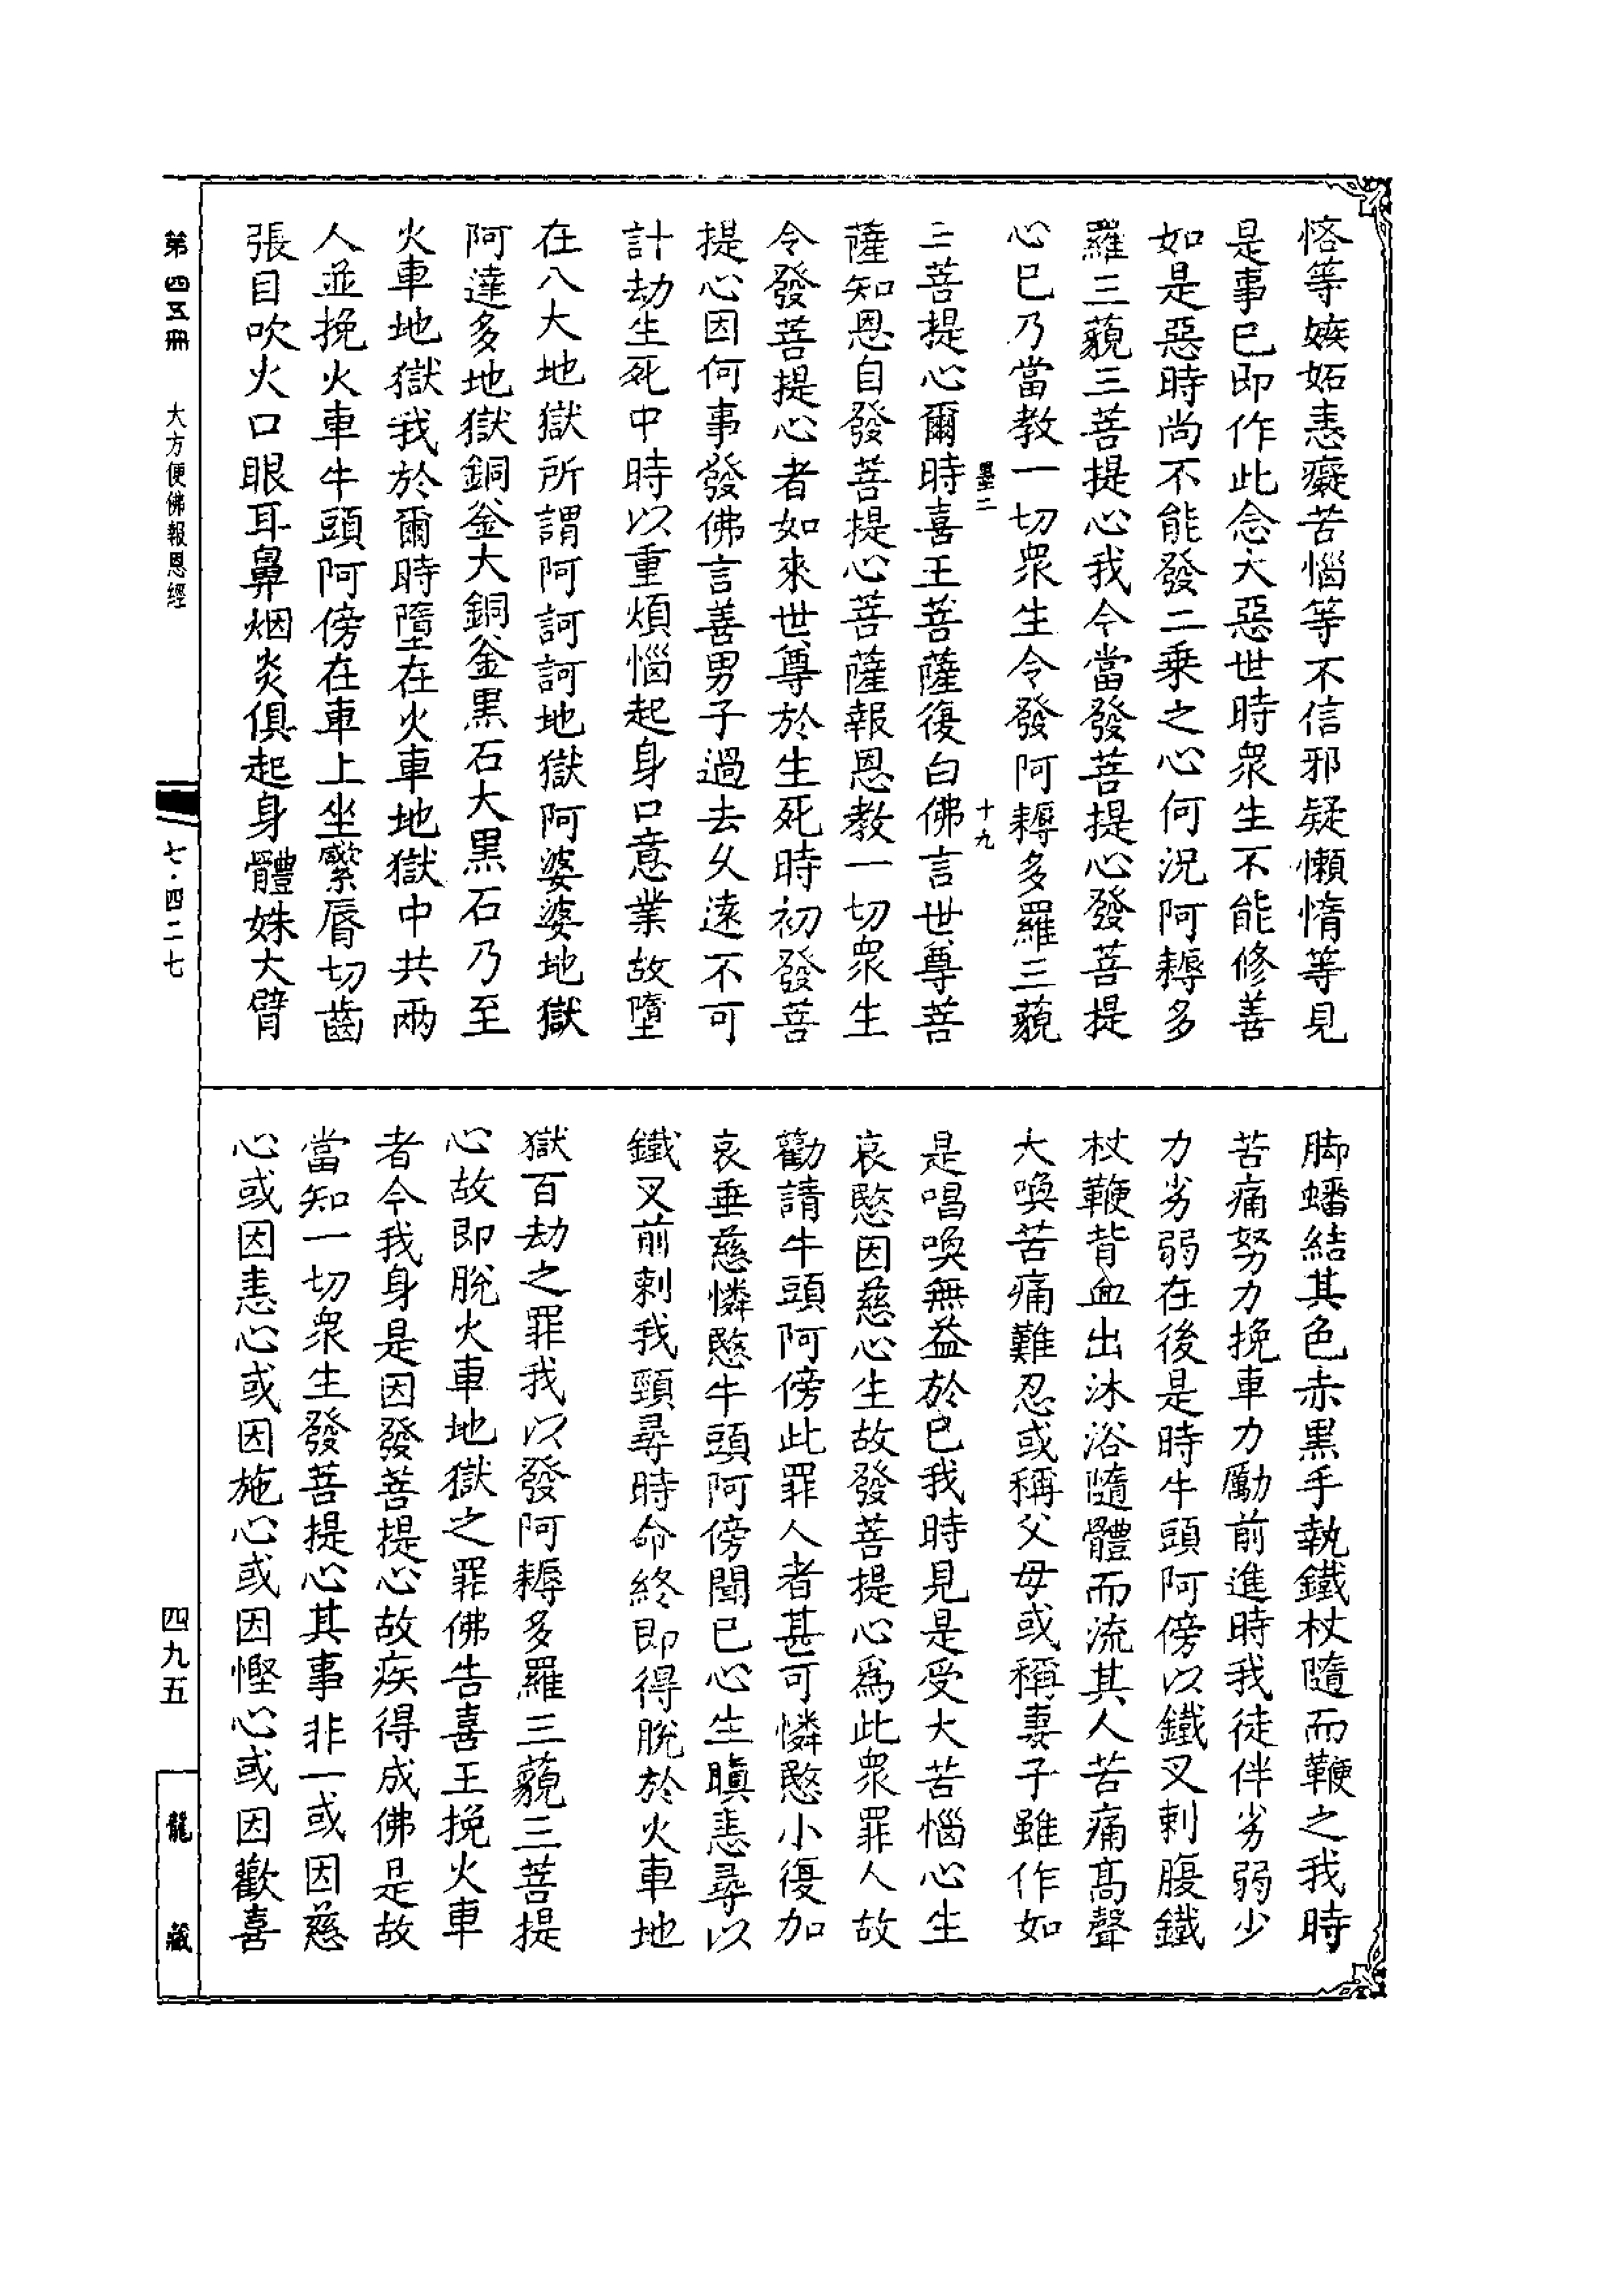 悋等嫉妬恚癡苦惱等不信邪疑懶惰等見
是事已即作此念大惡世時衆生不能修善
如是惡時尚不能發二乗之心何況阿耨多
羅三藐三菩提心我今當發菩提心發菩提
心已乃當教一切衆生令發阿耨多羅三藐
墨二
十九
三菩提心爾時喜王菩薩復白佛言世尊菩
薩知恩自發菩提心菩薩報恩教一切衆生
令發菩提心者如來世尊於生死時初發菩
提心因何事發佛言善男子過去久遠不可
計劫生死中時以重煩惱起身口意業故墮
在八大地獄所謂阿訶訶地獄阿婆婆地獄
阿達多地獄銅釜大銅釜黒石大黒石乃至
火車地獄我於爾時墮在火車地獄中共兩
人並挽火車牛頭阿傍在車上坐緊脣切齒
張目吹火口眼耳鼻烟炎俱起身體姝大臂
脚蟠結其色赤黒手執鐵杖隨而鞭之我時
苦痛努力挽車力勵前進時我徒伴劣弱少
力劣弱在後是時牛頭阿傍以鐵叉刺腹鐵
杖鞭背血出沐浴隨體而流其人苦痛髙聲
大喚苦痛難忍或稱父母或稱妻子雖作如
是唱喚無益於已我時見是受大苦惱心生
哀愍因慈心生故發菩提心爲此衆罪人故
勸請牛頭阿傍此罪人者甚可憐愍小復加
哀垂慈憐愍牛頭阿傍聞已心生瞋恚尋以
鐵叉前刺我頸尋時命終即得脫於火車地
獄百劫之罪我以發阿耨多羅三藐三菩提
心故即脫火車地獄之罪佛告喜王挽火車
者今我身是因發菩提心故疾得成佛是故
當知一切衆生發菩提心其事非一或因慈
心或因恚心或因施心或因慳心或因歡喜
第四五冊
大方便佛報恩經
七·四二七
四九五
龍藏